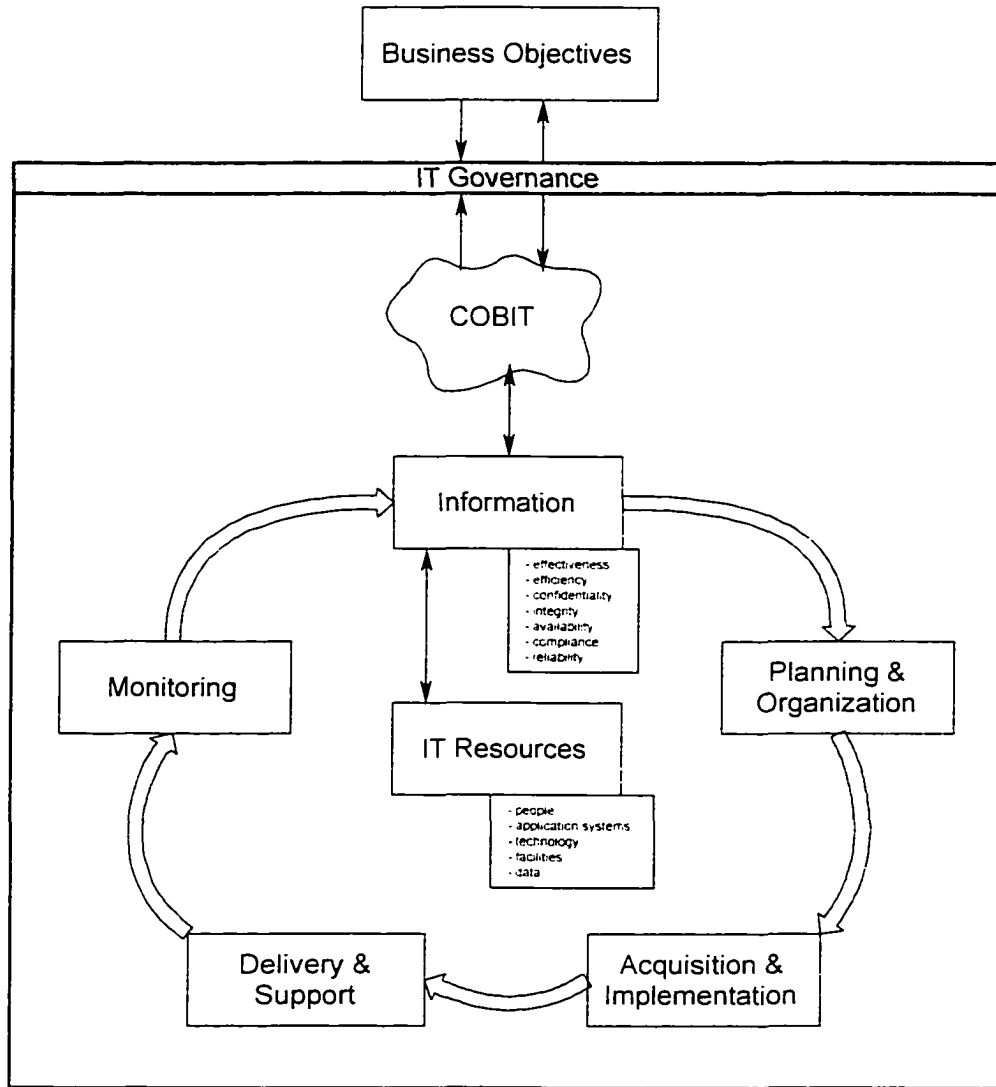 Business Objectives
IT Governance
COBIT
Information
- effectiveness
- efficiency
- confidentiality
- integrity
- availability
- compliance
- reliability
Monitoring
Planning &
Organization
IT Resources
- people
- application systems
- technology
- facilities
- data
Delivery &
Support
Acquisition &
Implementation